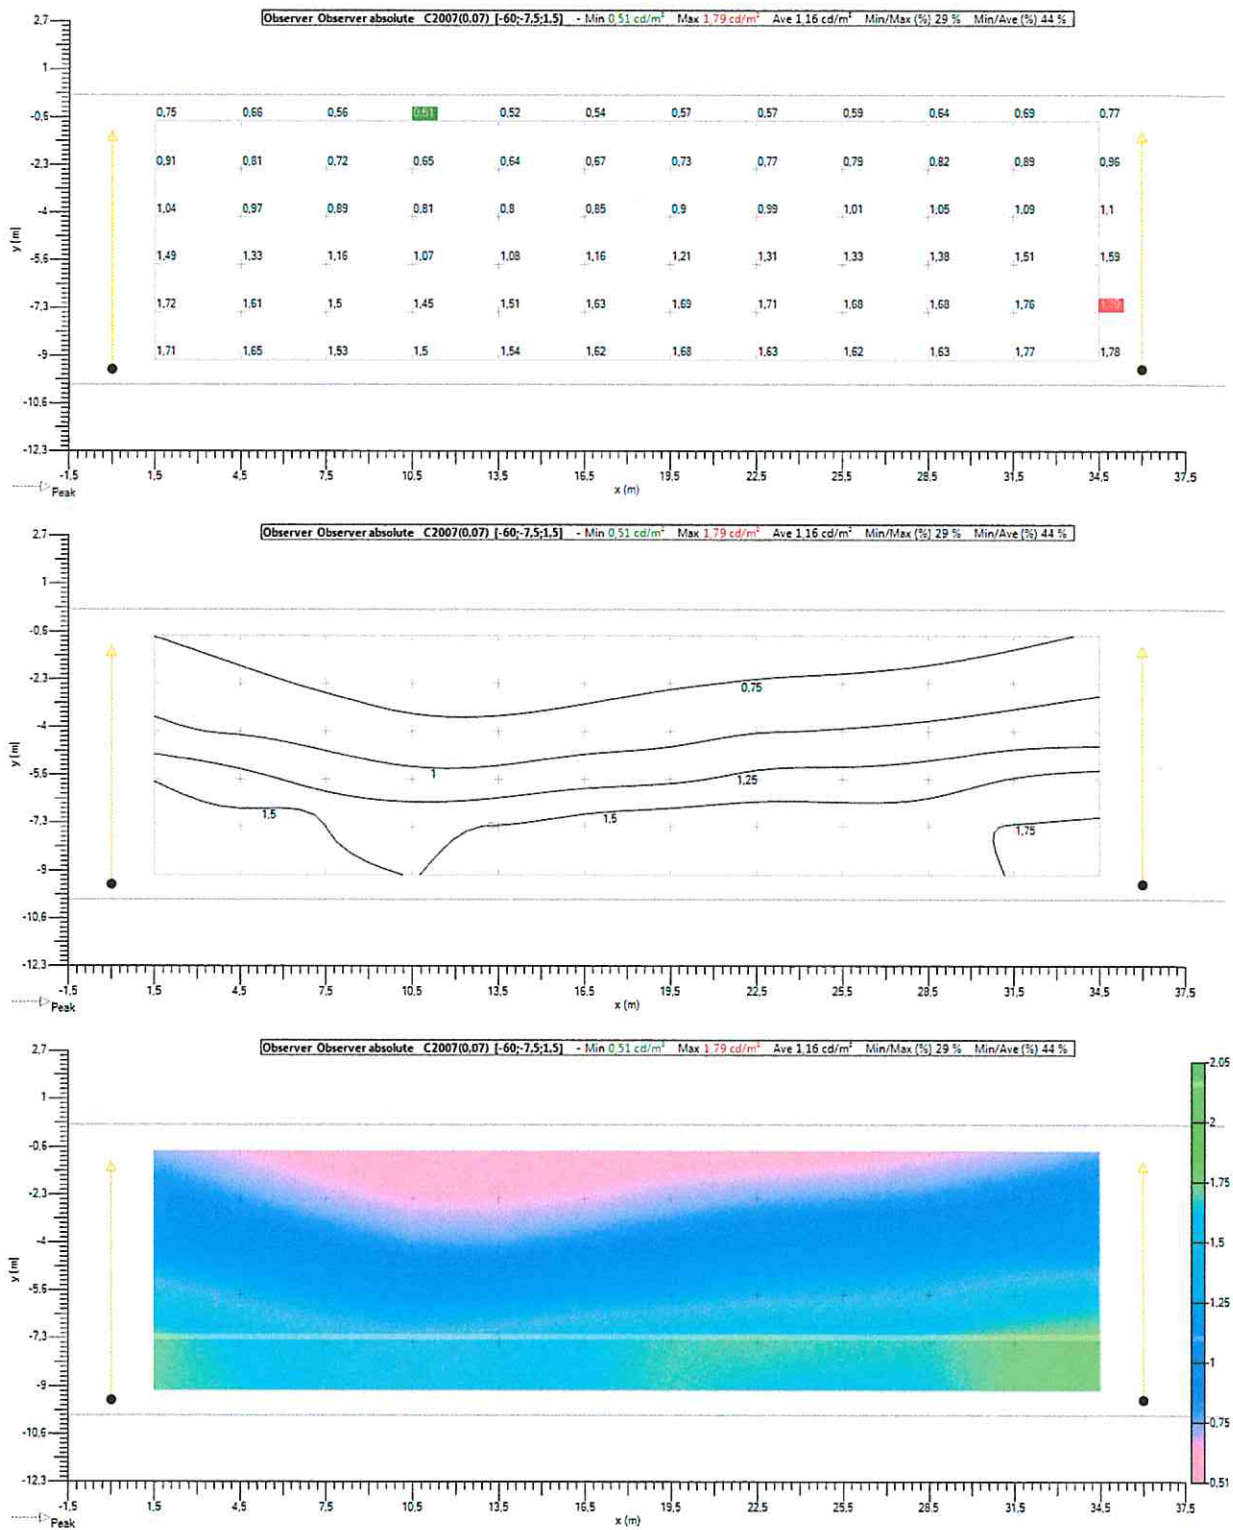 Observer Observer absolute C2007(0,07) [-60;-7,5;1,5] - Min 0,51 cd/m² Max 1,79 cd/m² Ave 1,16 cd/m² Min/Max (%) 29 % Min/Ave (%) 44 %
2.7
1
-0.6
0,75 0,66 0,56 0,51 0,52 0,54 0,57 0,57 0,59 0,64 0,69 0,77
-2.3
0,91 0,81 0,72 0,65 0,64 0,67 0,73 0,77 0,79 0,82 0,89 0,96
-4
1,04 0,97 0,89 0,81 0,8 0,85 0,9 0,99 1,01 1,05 1,09 1,1
y (m)
-5.6
1,49 1,33 1,16 1,07 1,08 1,16 1,21 1,31 1,33 1,38 1,51 1,59
-7.3
1,72 1,61 1,5 1,45 1,51 1,63 1,69 1,71 1,68 1,68 1,76 1,79
-9
1,71 1,65 1,53 1,5 1,54 1,62 1,68 1,63 1,62 1,63 1,77 1,78
-10.6
-12.3
-1,5 1,5 4,5 7,5 10,5 13,5 16,5 19,5 22,5 25,5 28,5 31,5 34,5 37,5
Peak x (m)
Observer Observer absolute C2007(0,07) [-60;-7,5;1,5] - Min 0,51 cd/m² Max 1,79 cd/m² Ave 1,16 cd/m² Min/Max (%) 29 % Min/Ave (%) 44 %
2.7
1
-0.6
-2.3
0,75
-4
y (m)
-5.6
1 1,25
-7.3
1,5 1,5 1,75
-9
-10.6
-12.3
-1,5 1,5 4,5 7,5 10,5 13,5 16,5 19,5 22,5 25,5 28,5 31,5 34,5 37,5
Peak x (m)
Observer Observer absolute C2007(0,07) [-60;-7,5;1,5] - Min 0,51 cd/m² Max 1,79 cd/m² Ave 1,16 cd/m² Min/Max (%) 29 % Min/Ave (%) 44 %
2.7
2,05
1
2
-0.6
1,75
-2.3
-4
1,5
y (m)
-5.6
1,25
-7.3
1
-9
0,75
-10.6
-12.3
0,51
-1,5 1,5 4,5 7,5 10,5 13,5 16,5 19,5 22,5 25,5 28,5 31,5 34,5 37,5
Peak x (m)